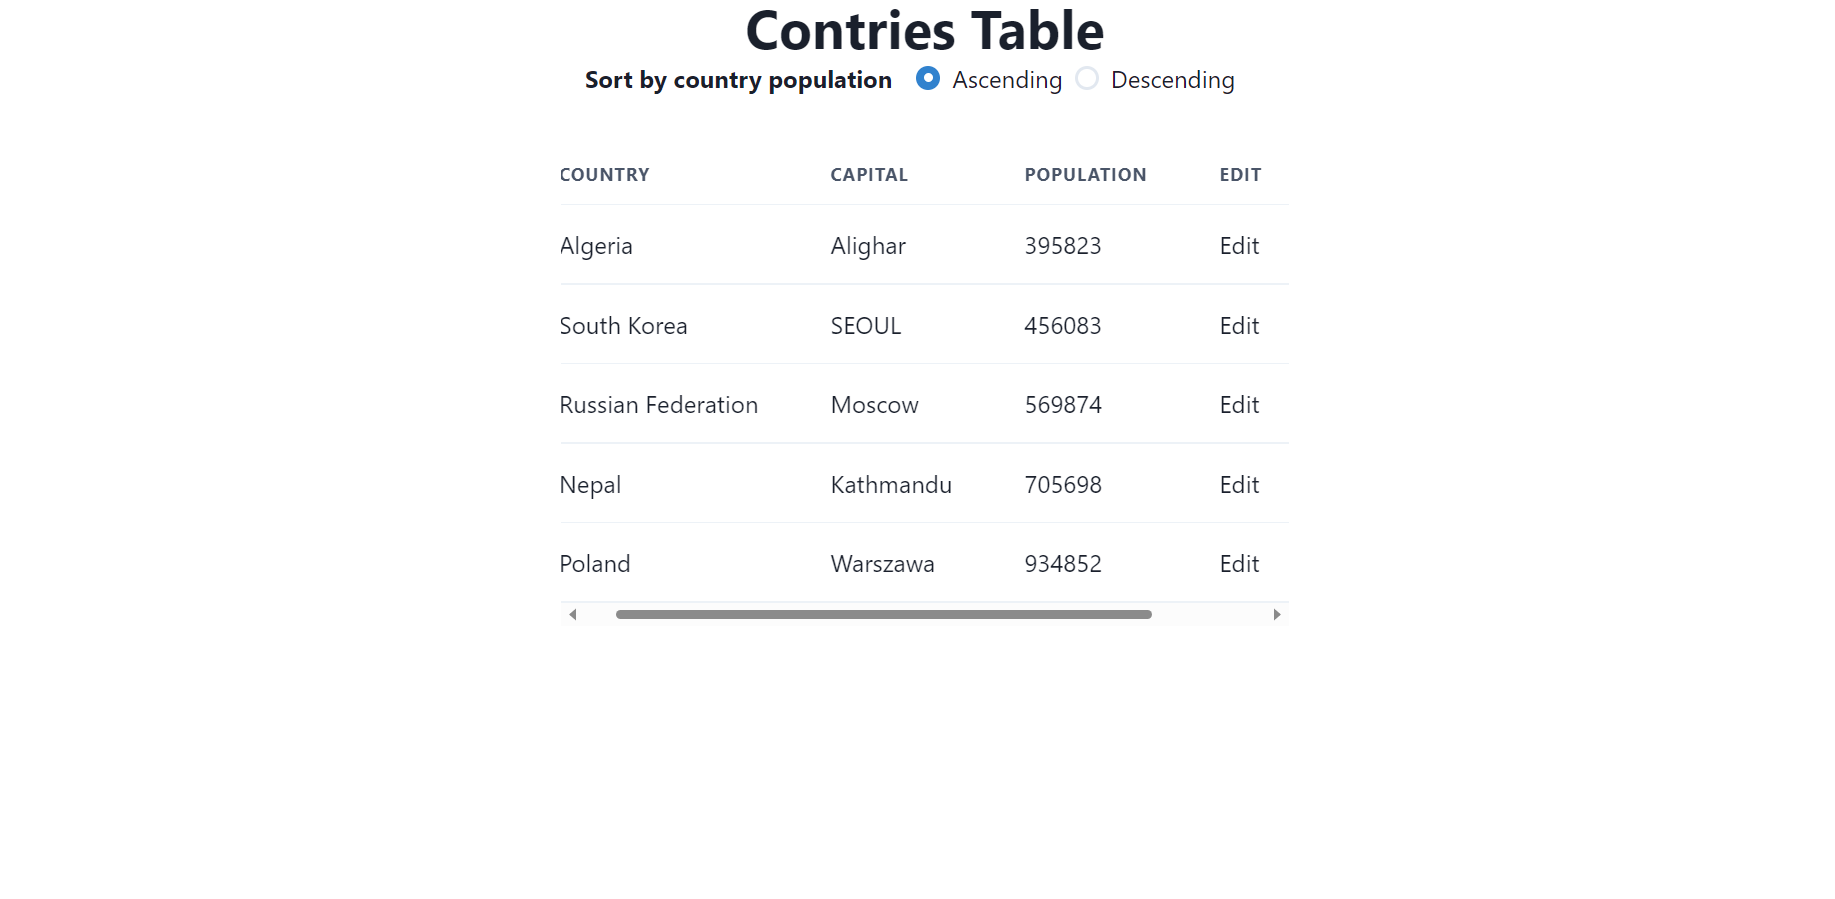 Contries Table
Sort by country population Ascending Descending
COUNTRY CAPITAL POPULATION EDIT
Algeria Alighar 395823 Edit
South Korea SEOUL 456083 Edit
Russian Federation Moscow 569874 Edit
Nepal Kathmandu 705698 Edit
Poland Warszawa 934852 Edit